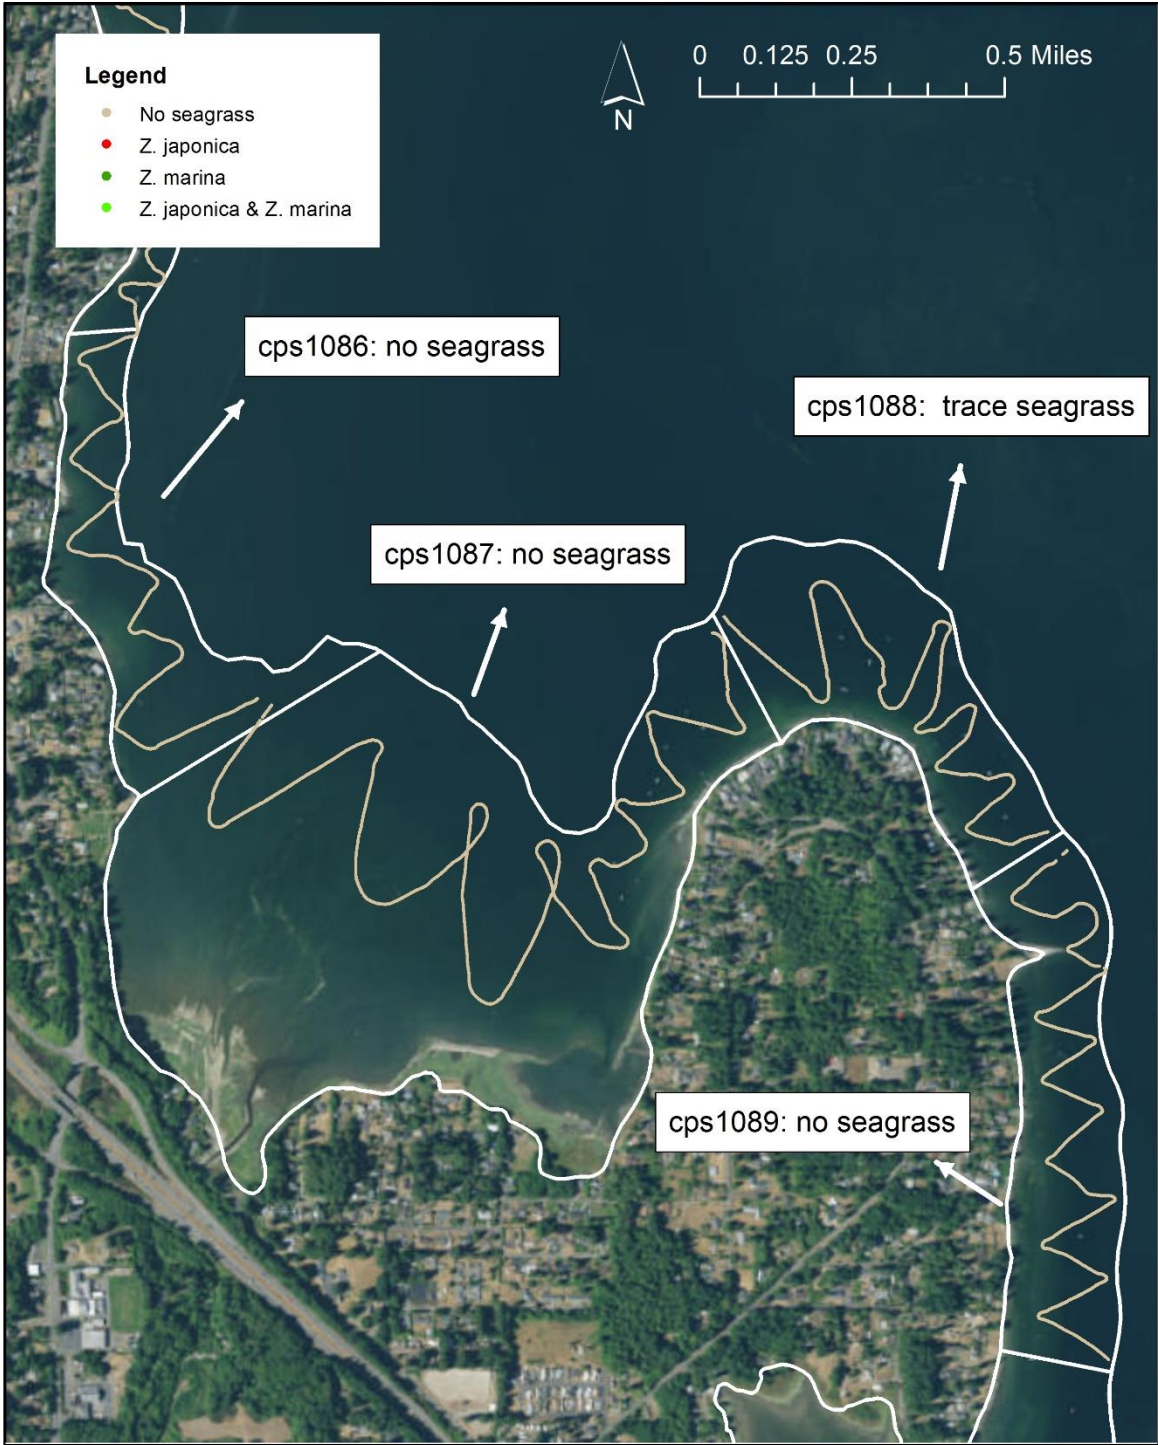 Legend
No seagrass
Z. japonica
Z. marina
Z. japonica & Z. marina
N
0 0.125 0.25 0.5 Miles
cps1086: no seagrass
cps1088: trace seagrass
cps1087: no seagrass
cps1089: no seagrass